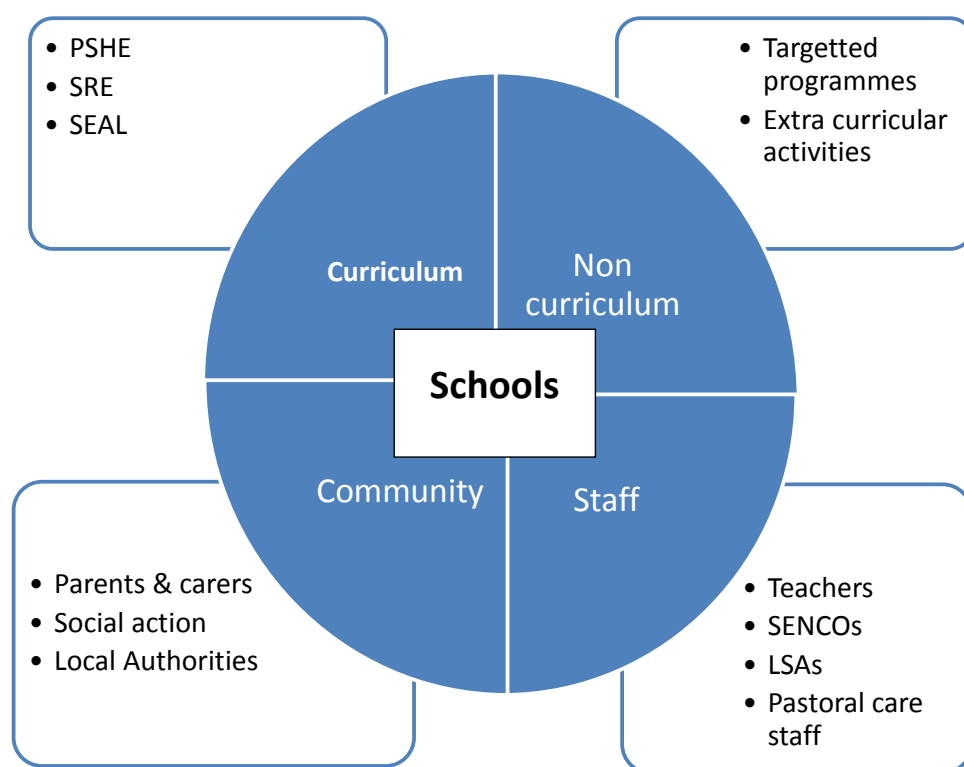 • PSHE
• SRE
• SEAL
• Targetted
programmes
• Extra curricular
activities
Curriculum
Non
curriculum
Schools
Community
Staff
• Parents & carers
• Social action
• Local Authorities
• Teachers
• SENCOs
• LSAs
• Pastoral care
staff